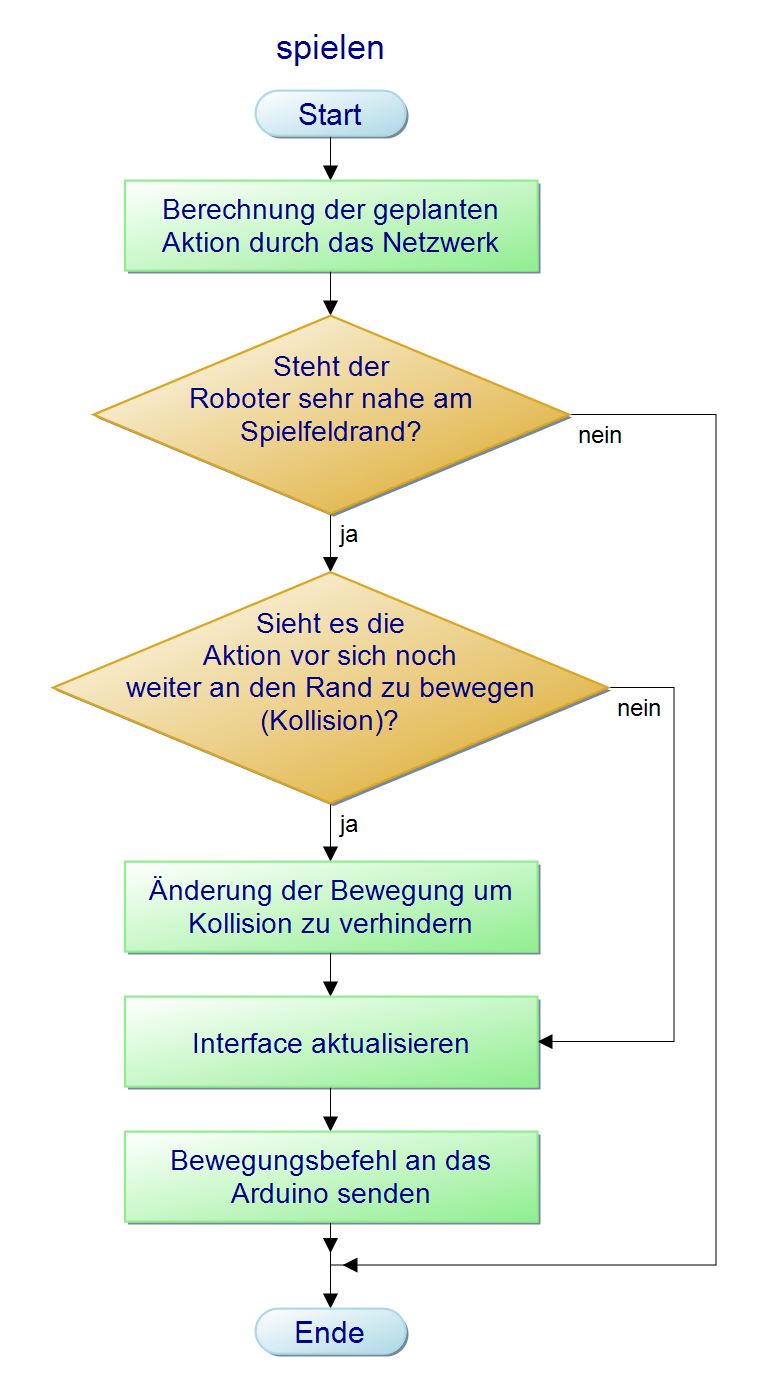 spielen
Start
Berechnung der geplanten
Aktion durch das Netzwerk
Steht der
Roboter sehr nahe am
Spielfeldrand?
nein
ja
Sieht es die
Aktion vor sich noch
weiter an den Rand zu bewegen
(Kollision)?
nein
ja
Änderung der Bewegung um
Kollision zu verhindern
Interface aktualisieren
Bewegungsbefehl an das
Arduino senden
Ende